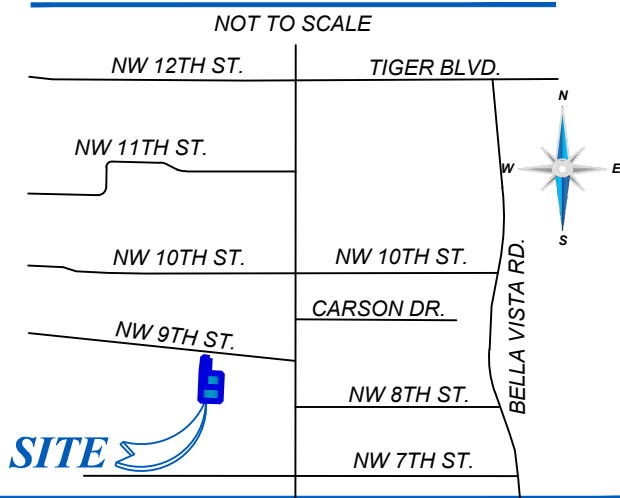 NOT TO SCALE
NW 12TH ST.
TIGER BLVD.
N
NW 11TH ST.
W
E
S
NW 10TH ST.
NW 10TH ST.
BELLA VISTA RD.
CARSON DR.
NW 9TH ST.
NW 8TH ST.
SITE
NW 7TH ST.